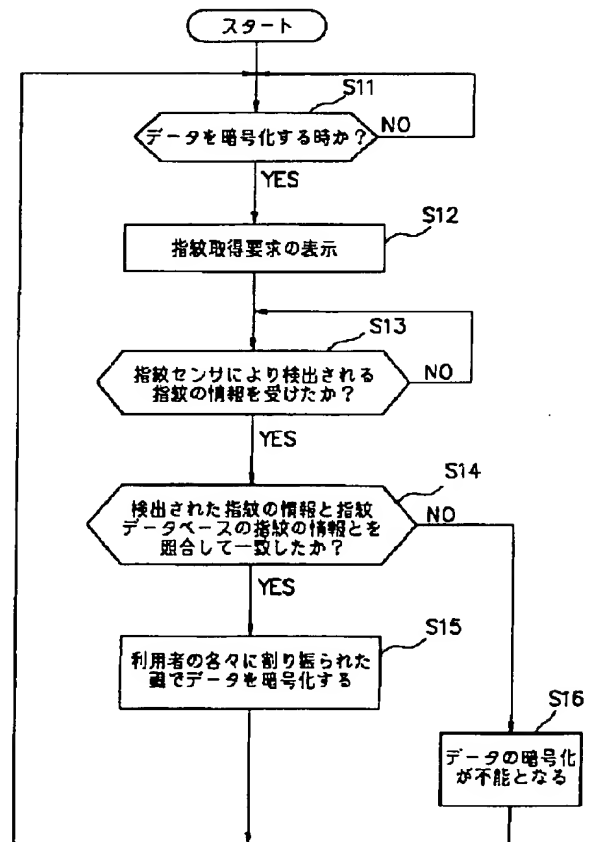 スタート
S11
データを暗号化する時か?
NO
YES
S12
指紋取得要求の表示
S13
指紋センサにより検出される
指紋の情報を受けたか?
NO
YES
S14
検出された指紋の情報と指紋
データベースの指紋の情報とを
照合して一致したか?
NO
YES
S15
利用者の各々に割り振られた
でデータを暗号化する
S16
データの暗号化
が不能となる